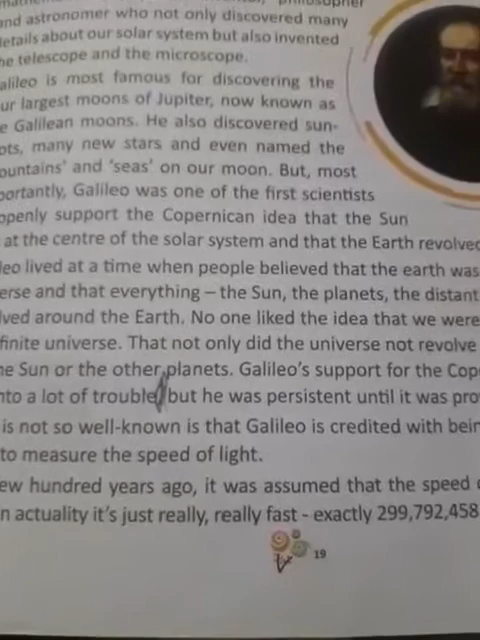 and astronomer who not only discovered many
details about our solar system but also invented
he telescope and the microscope.
alileo is most famous for discovering the
ur largest moons of Jupiter, now known as
e Galilean moons. He also discovered sun-
ots, many new stars and even named the
ountains' and 'seas' on our moon. But, most
portantly, Galileo was one of the first scientists
openly support the Copernican idea that the Sun
at the centre of the solar system and that the Earth revolved
leo lived at a time when people believed that the earth was
erse and that everything – the Sun, the planets, the distant
lved around the Earth. No one liked the idea that we were
finite universe. That not only did the universe not revolve
he Sun or the other planets. Galileo's support for the Cop
nto a lot of trouble, but he was persistent until it was pro
is not so well-known is that Galileo is credited with bein
to measure the speed of light.
ew hundred years ago, it was assumed that the speed
n actuality it's just really, really fast - exactly 299,792,458
19